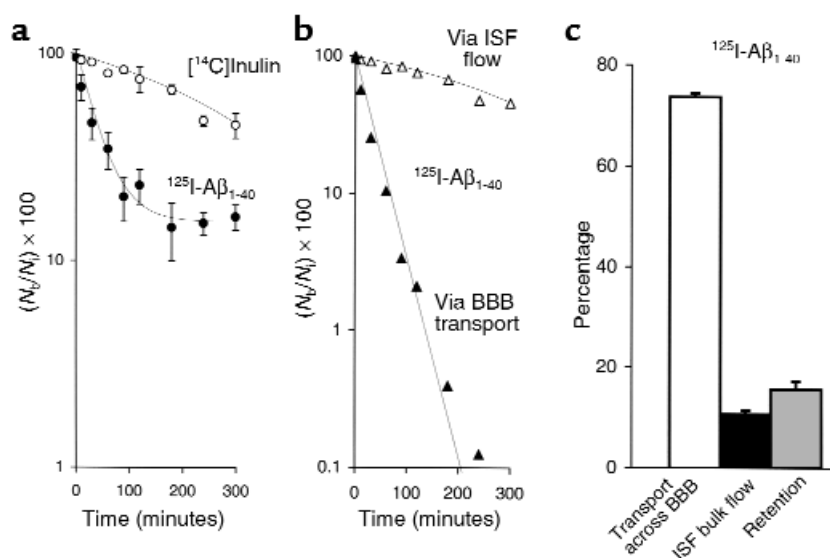 a
100
10
1
(Nb/Ni) × 100
[¹⁴C]Inulin
¹²⁵I-Aβ₁₋₄₀
0
100
200
300
Time (minutes)
b
100
10
1
0.1
(Nb/Ni) × 100
Via ISF
flow
¹²⁵I-Aβ₁₋₄₀
Via BBB
transport
0
100
200
300
Time (minutes)
c
¹²⁵I-Aβ₁₋₄₀
80
60
40
20
0
Percentage
Transport
across BBB
ISF bulk flow
Retention